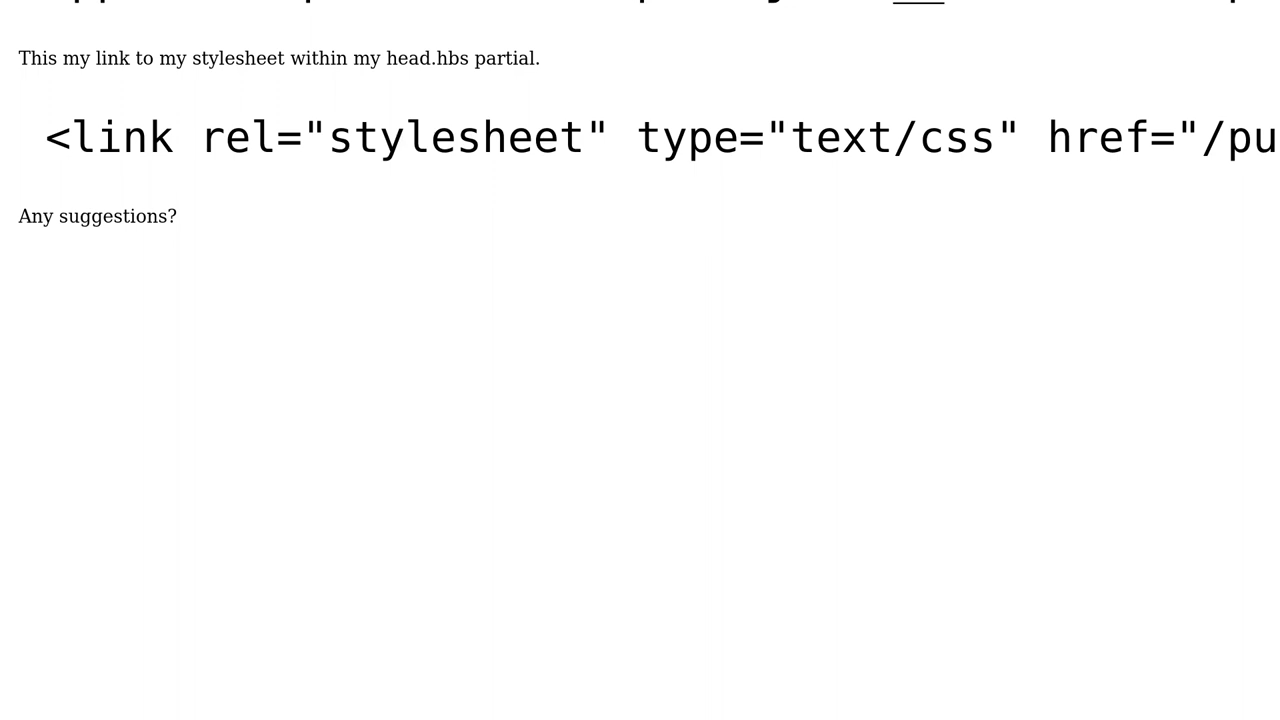 This my link to my stylesheet within my head.hbs partial.
<link rel="stylesheet" type="text/css" href="/pu
Any suggestions?